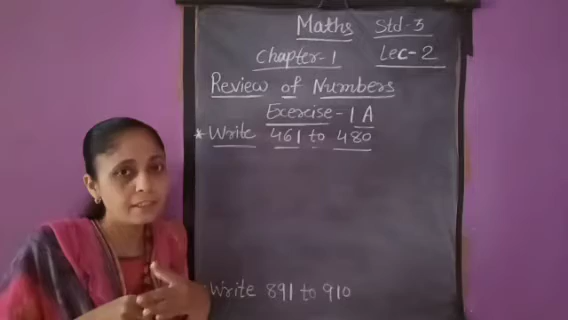 Maths Std-3
Chapter-1 Lec-2
Review of Numbers
Exercise-1A
* Write 461 to 480
Write 891 to 910